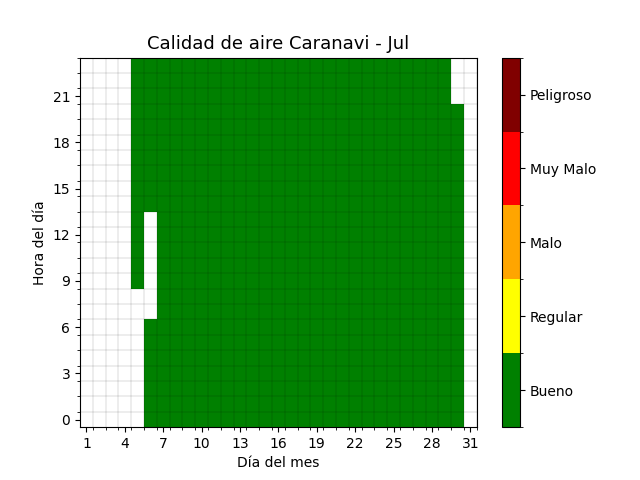 Calidad de aire Caranavi - Jul
Hora del día
21
18
15
12
9
6
3
0
1 4 7 10 13 16 19 22 25 28 31
Día del mes
Peligroso
Muy Malo
Malo
Regular
Bueno